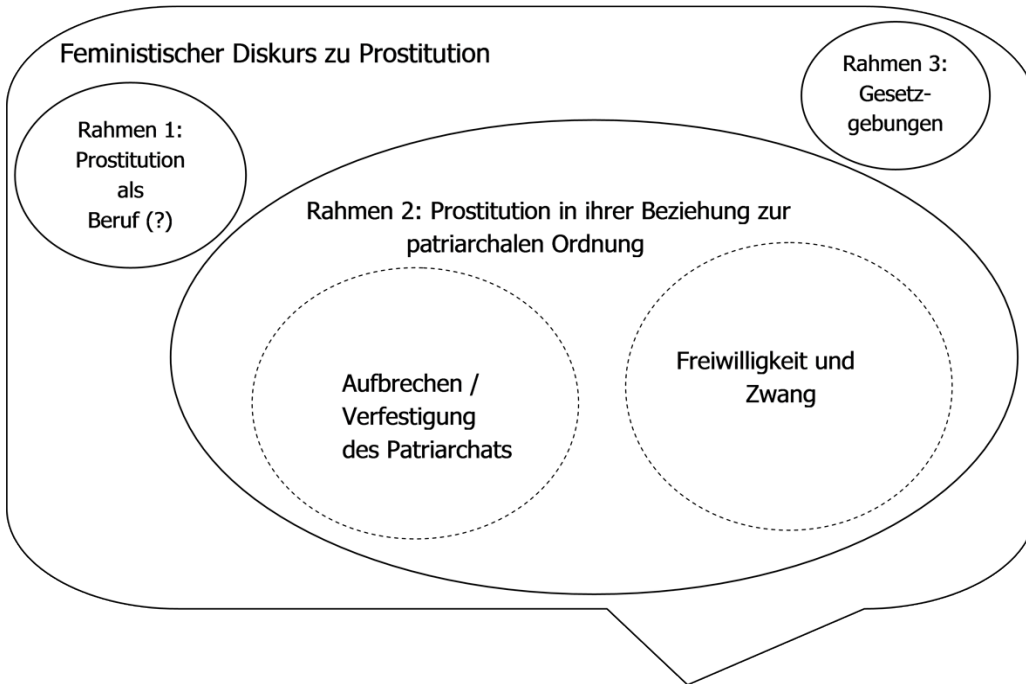 Feministischer Diskurs zu Prostitution
Rahmen 1:
Prostitution
als
Beruf (?)
Rahmen 3:
Gesetz-
gebungen
Rahmen 2: Prostitution in ihrer Beziehung zur
patriarchalen Ordnung
Aufbrechen /
Verfestigung
des Patriarchats
Freiwilligkeit und
Zwang